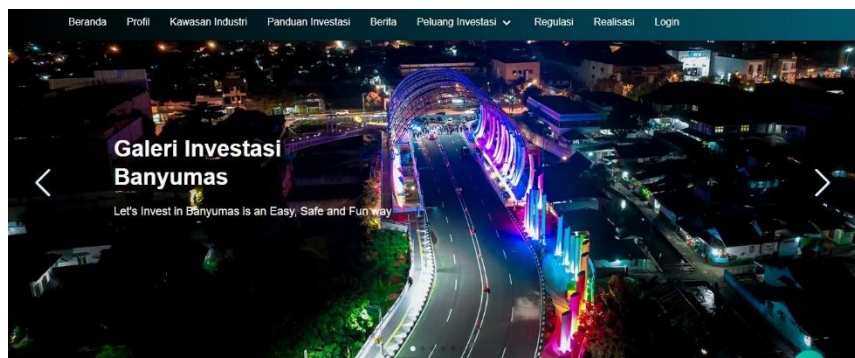 Beranda Profil Kawasan Industri Panduan Investasi Berita Peluang Investasi Regulasi Realisasi Login
Galeri Investasi
Banyumas
Let's Invest in Banyumas is an Easy, Safe and Fun way